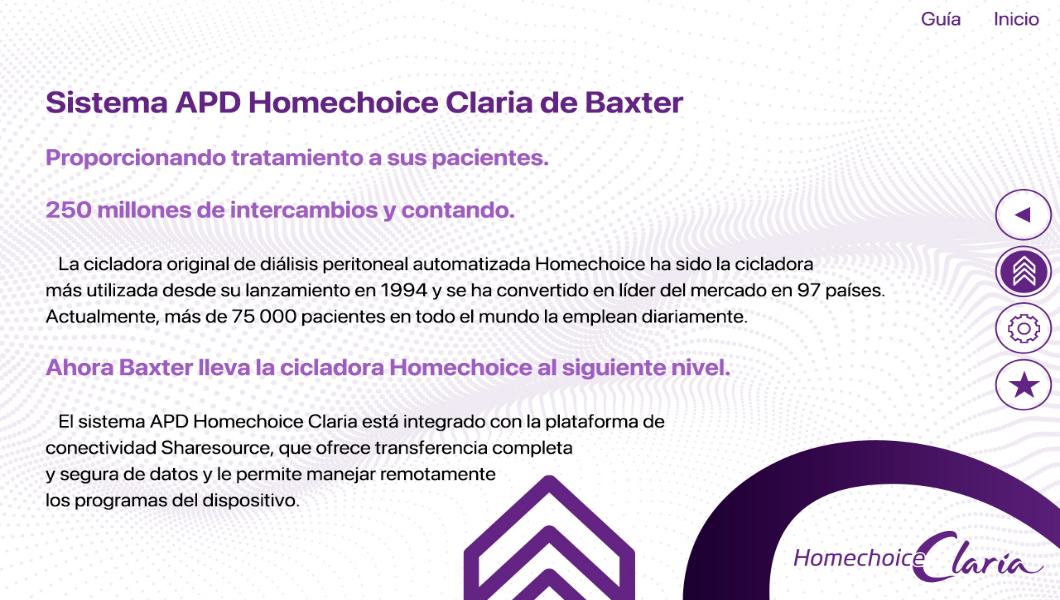 Guía Inicio
Sistema APD Homechoice Claria de Baxter
Proporcionando tratamiento a sus pacientes.
250 millones de intercambios y contando.
La cicladora original de diálisis peritoneal automatizada Homechoice ha sido la cicladora
más utilizada desde su lanzamiento en 1994 y se ha convertido en líder del mercado en 97 países.
Actualmente, más de 75 000 pacientes en todo el mundo la emplean diariamente.
Ahora Baxter lleva la cicladora Homechoice al siguiente nivel.
El sistema APD Homechoice Claria está integrado con la plataforma de
conectividad Sharesource, que ofrece transferencia completa
y segura de datos y le permite manejar remotamente
los programas del dispositivo.
Homechoice Claria